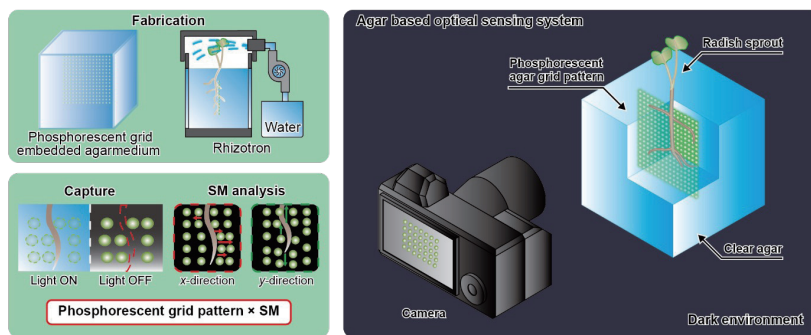 Fabrication
Phosphorescent grid
embedded agarmedium
Water
Rhizotron
Capture
SM analysis
Light ON
Light OFF
x-direction
y-direction
Phosphorescent grid pattern × SM
Agar based optical sensing system
Radish sprout
Phosphorescent
agar grid pattern
Camera
Clear agar
Dark environment